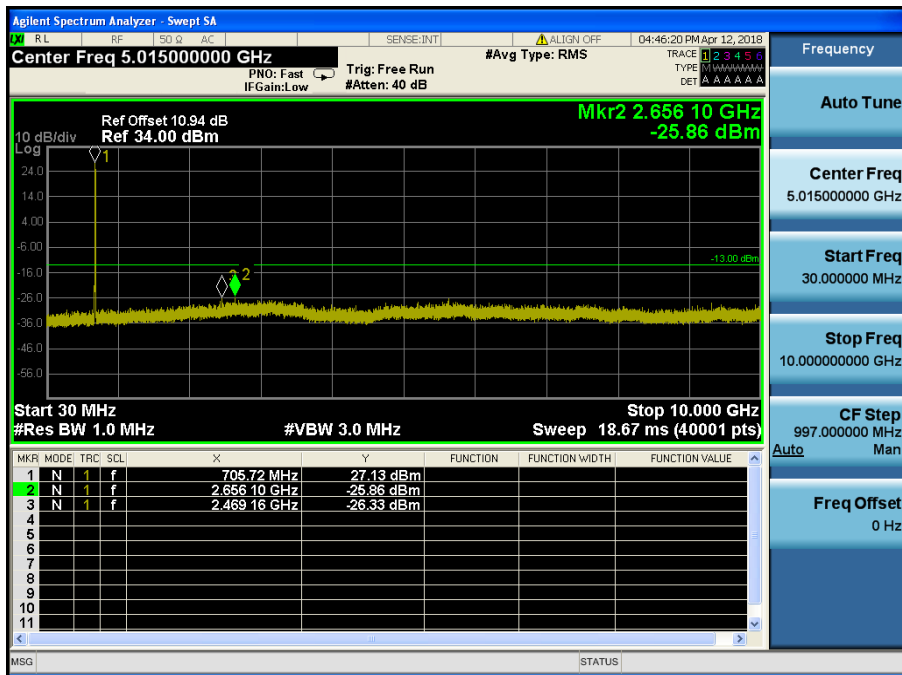 Agilent Spectrum Analyzer - Swept SA
LXI RL RF 50 Ω AC SENSE:INT ALIGN OFF 04:46:20 PM Apr 12, 2018
Center Freq 5.015000000 GHz
PNO: Fast
IFGain:Low
Trig: Free Run
#Atten: 40 dB
#Avg Type: RMS
TRACE 1 2 3 4 5 6
TYPE M W W W W W
DET A A A A A A
Mkr2 2.656 10 GHz
-25.86 dBm
Ref Offset 10.94 dB
10 dB/div Ref 34.00 dBm
Log
1
24.0
14.0
4.00
-6.00
-13.00 dBm
-16.0
3 2
-26.0
-36.0
-46.0
-56.0
Start 30 MHz Stop 10.000 GHz
#Res BW 1.0 MHz #VBW 3.0 MHz Sweep 18.67 ms (40001 pts)
MKR MODE TRC SCL X Y FUNCTION FUNCTION WIDTH FUNCTION VALUE
1 N 1 f 705.72 MHz 27.13 dBm
2 N 1 f 2.656 10 GHz -25.86 dBm
3 N 1 f 2.469 16 GHz -26.33 dBm
4
5
6
7
8
9
10
11
MSG STATUS
Frequency
Auto Tune
Center Freq
5.015000000 GHz
Start Freq
30.000000 MHz
Stop Freq
10.000000000 GHz
CF Step
997.000000 MHz
Auto Man
Freq Offset
0 Hz